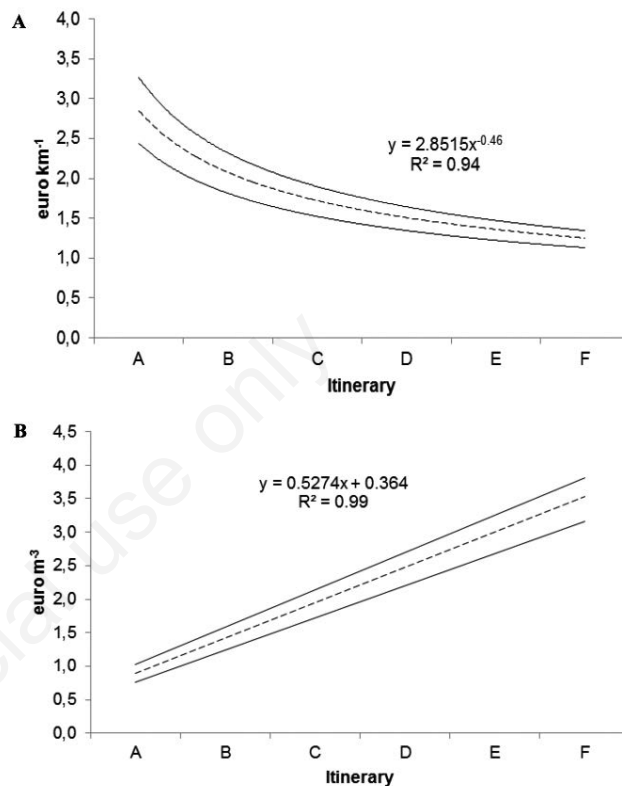 A
4,0
3,5
3,0
2,5
2,0
1,5
1,0
0,5
0,0
euro km-1
y = 2.8515x-0.46
R² = 0.94
A B C D E F
Itinerary
B
4,5
4,0
3,5
3,0
2,5
2,0
1,5
1,0
0,5
0,0
euro m-3
y = 0.5274x + 0.364
R² = 0.99
A B C D E F
Itinerary
use only